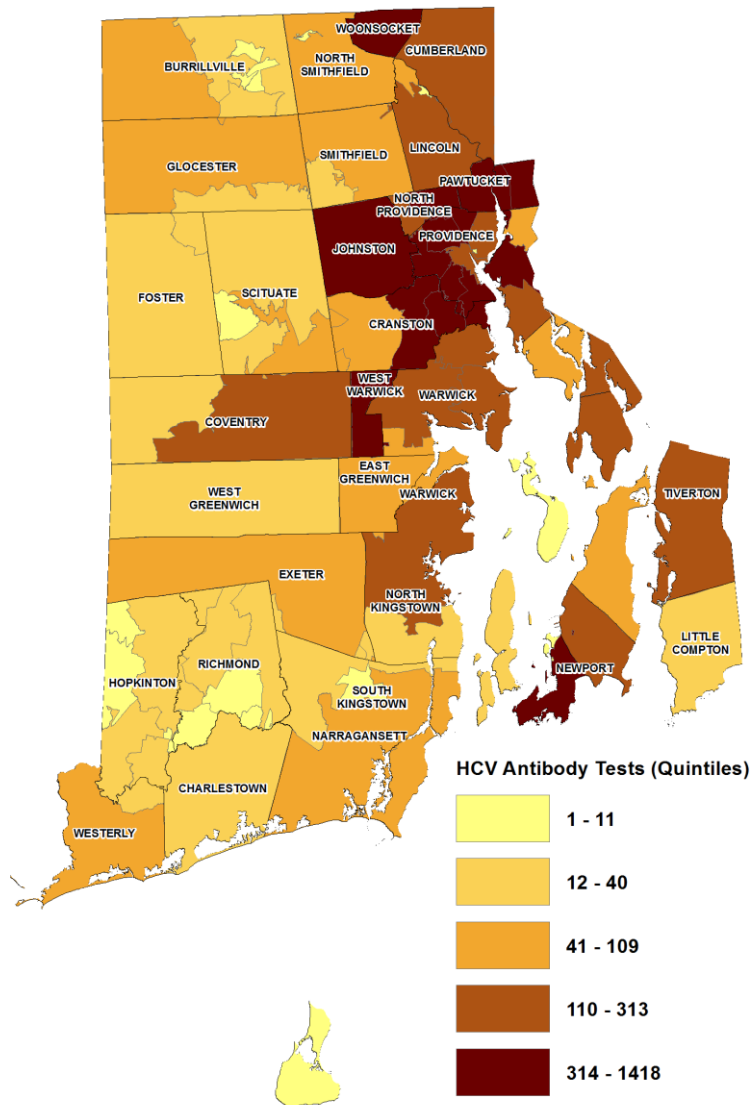 WOONSOCKET
CUMBERLAND
BURRILLVILLE
NORTH
SMITHFIELD
LINCOLN
SMITHFIELD
GLOCESTER
PAWTUCKET
NORTH
PROVIDENCE
PROVIDENCE
JOHNSTON
FOSTER
SCITUATE
CRANSTON
WEST
WARWICK
WARWICK
COVENTRY
EAST
GREENWICH
WEST
GREENWICH
WARWICK
TIVERTON
EXETER
NORTH
KINGSTOWN
LITTLE
COMPTON
RICHMOND
NEWPORT
HOPKINTON
SOUTH
KINGSTOWN
NARRAGANSETT
CHARLESTOWN
WESTERLY
HCV Antibody Tests (Quintiles)
1 - 11
12 - 40
41 - 109
110 - 313
314 - 1418